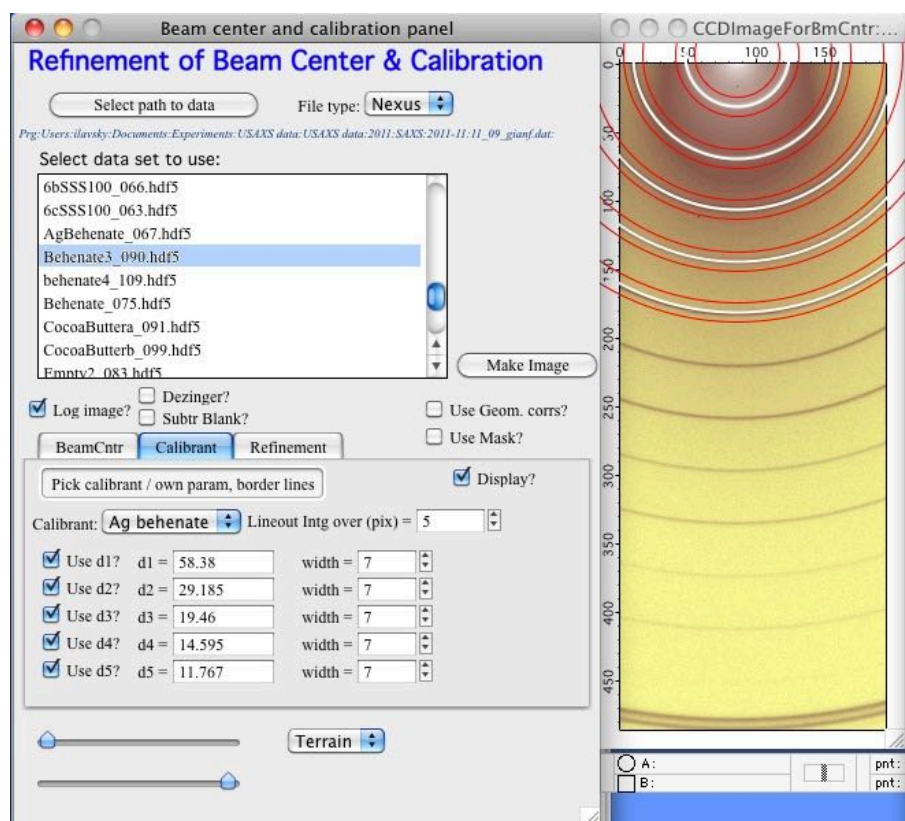 Beam center and calibration panel
Refinement of Beam Center & Calibration
Select path to data File type: Nexus
Prg:Users:ilavsky:Documents:Experiments:USAXS data:USAXS data:2011:SAXS:2011-11:11_09_gianf.dat:
Select data set to use:
6bSSS100_066.hdf5
6cSSS100_063.hdf5
AgBehenate_067.hdf5
Behenate3_090.hdf5
behenate4_109.hdf5
Behenate_075.hdf5
CocoaButtera_091.hdf5
CocoaButterb_099.hdf5
Empty2_083.hdf5
Make Image
Log image? Dezinger?
Subtr Blank?
Use Geom. corrs?
Use Mask?
BeamCntr Calibrant Refinement
Pick calibrant / own param, border lines Display?
Calibrant: Ag behenate Lineout Intg over (pix) = 5
Use d1? d1 = 58.38 width = 7
Use d2? d2 = 29.185 width = 7
Use d3? d3 = 19.46 width = 7
Use d4? d4 = 14.595 width = 7
Use d5? d5 = 11.767 width = 7
Terrain
CCDImageForBmCntr:...
0 50 100 150
0
50
100
150
200
250
300
350
400
450
A: pnt:
B: pnt: